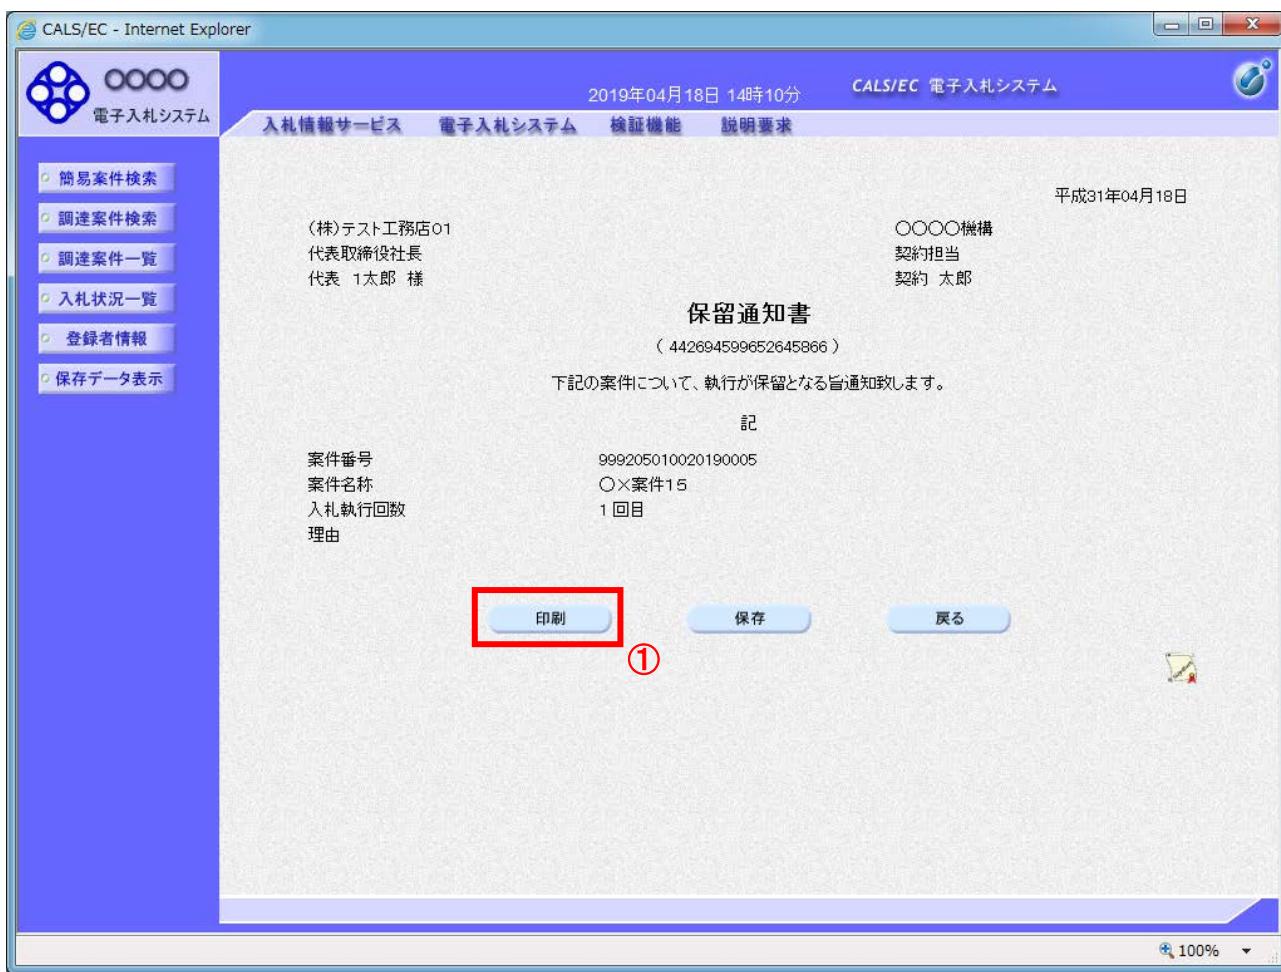 CALS/EC - Internet Explorer
〇〇〇〇
電子入札システム
2019年04月18日 14時10分
CALS/EC 電子入札システム
入札情報サービス 電子入札システム 検証機能 説明要求
簡易案件検索
調達案件検索
調達案件一覧
入札状況一覧
登録者情報
保存データ表示
平成31年04月18日
(株)テスト工務店01
代表取締役社長
代表 1太郎 様
〇〇〇〇機構
契約担当
契約 太郎
保留通知書
( 442694599652645866 )
下記の案件について、執行が保留となる旨通知致します。
記
案件番号 999205010020190005
案件名称 〇×案件15
入札執行回数 1回目
理由
印刷 保存 戻る
①
100%